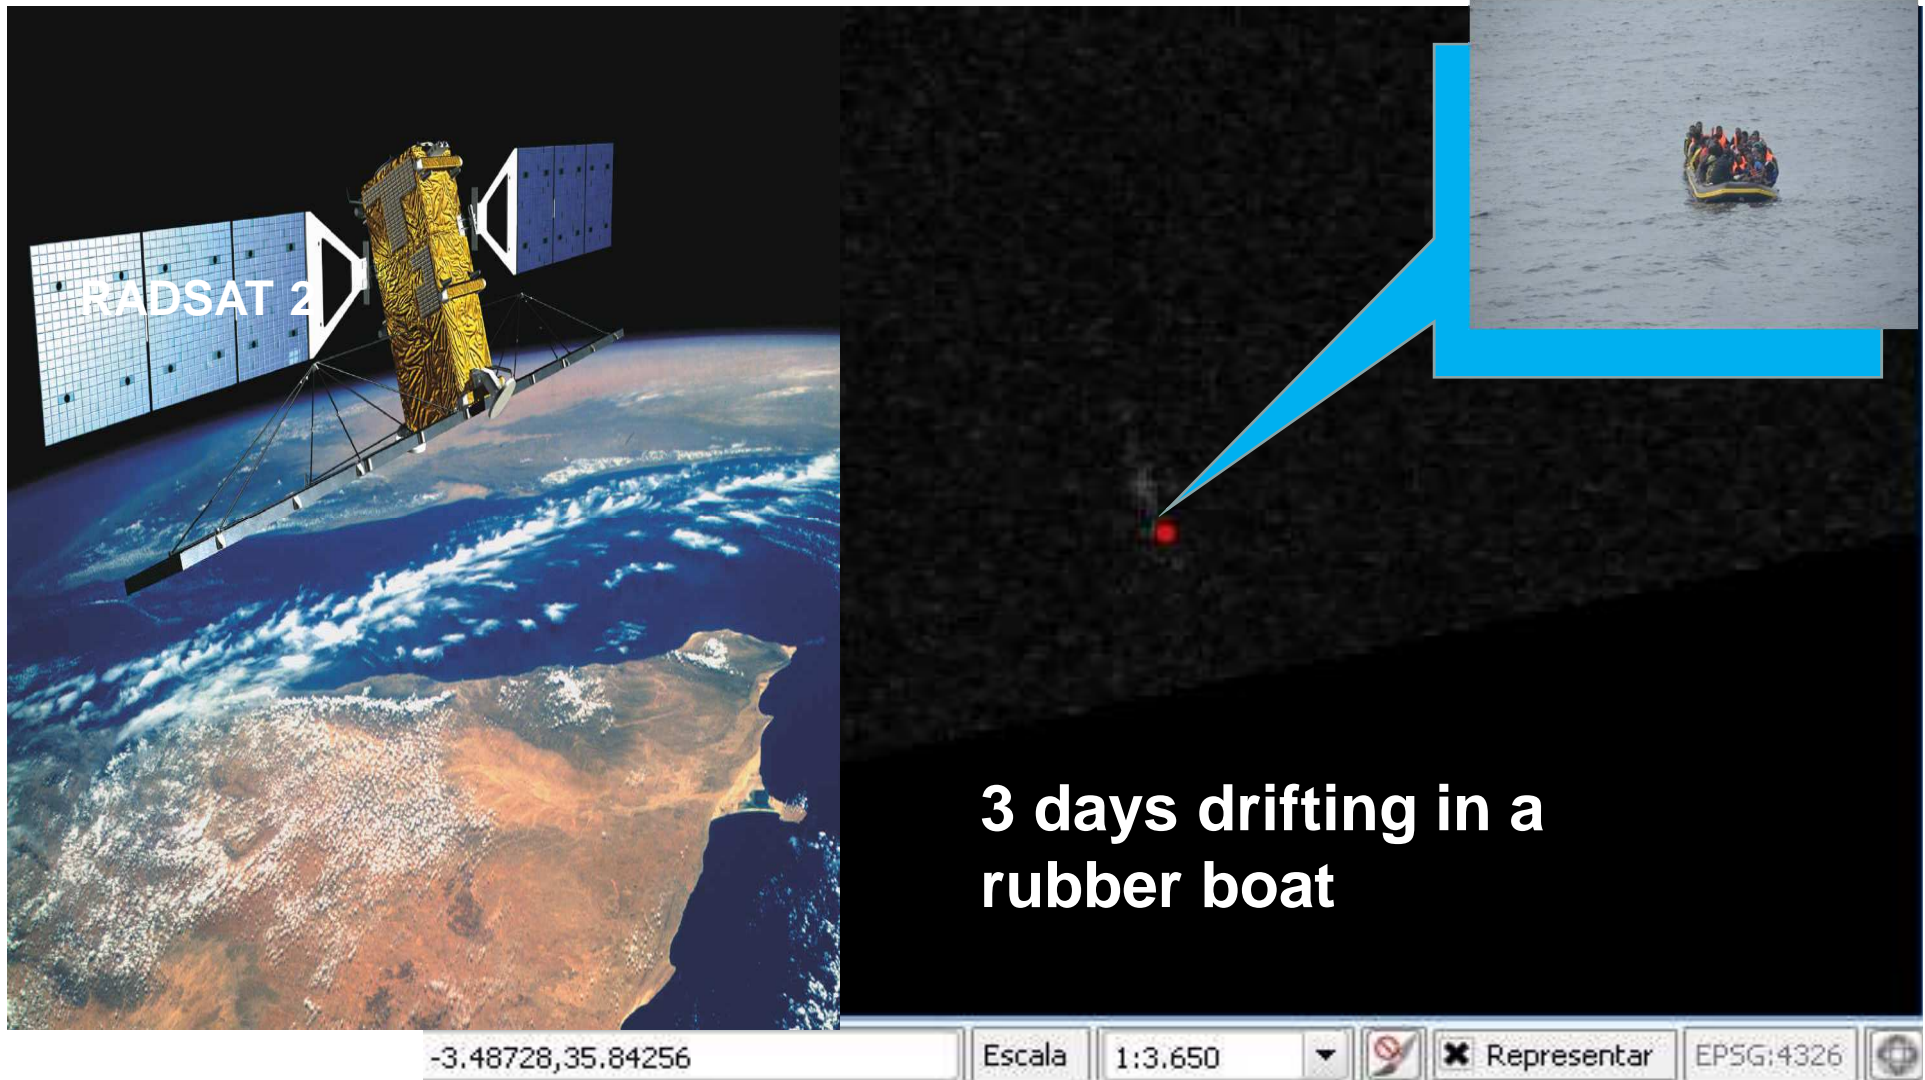 RADSAT 2
3 days drifting in a
rubber boat
-3.48728,35.84256 Escala 1:3.650 Representar EPSG:4326